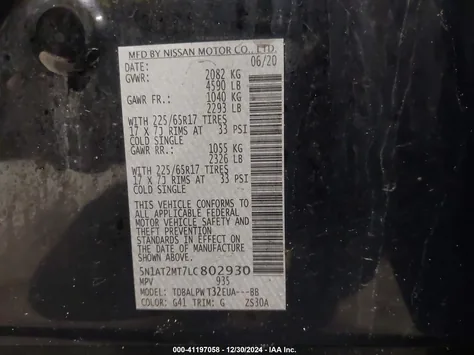 MFD BY NISSAN MOTOR CO., LTD.
DATE: 06/20
GVWR: 2082 KG
4590 LB
GAWR FR.: 1040 KG
2293 LB
WITH 225/65R17 TIRES
17 X 7J RIMS AT 33 PSI
COLD SINGLE
GAWR RR.: 1055 KG
2326 LB
WITH 225/65R17 TIRES
17 X 7J RIMS AT 33 PSI
COLD SINGLE
THIS VEHICLE CONFORMS TO
ALL APPLICABLE FEDERAL
MOTOR VEHICLE SAFETY AND
THEFT PREVENTION
STANDARDS IN EFFECT ON
THE DATE OF MANUFACTURE
SHOWN ABOVE.
5N1AT2MT7LC802930
MPV 935
MODEL: TDBALPWT32EUA---BB
COLOR: G41 TRIM: G 2S30A
000-41197058 - 12/30/2024 - IAA Inc.